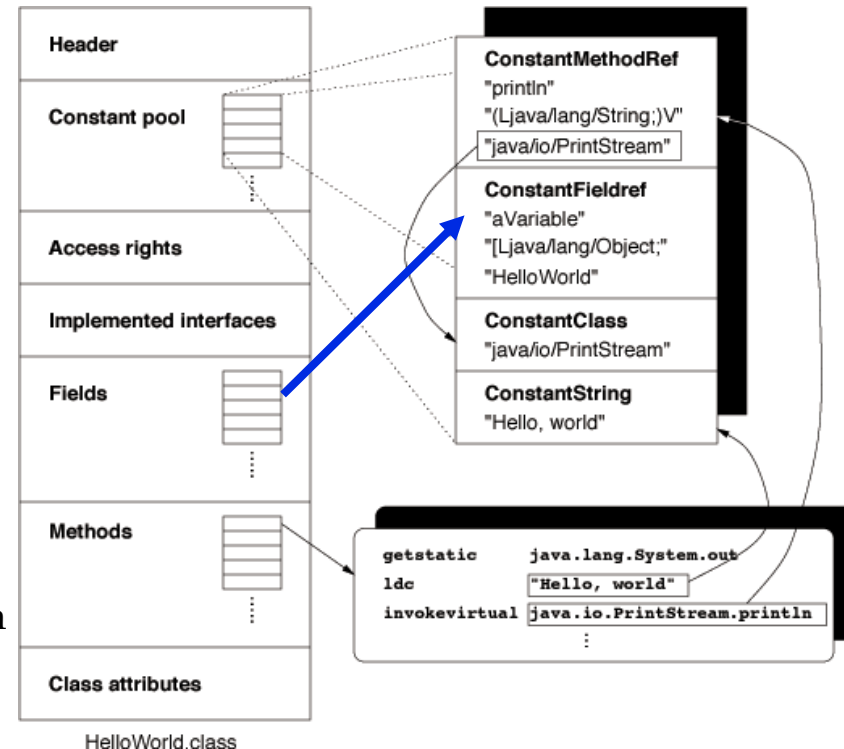 Header
Constant pool
Access rights
Implemented interfaces
Fields
Methods
Class attributes
HelloWorld.class
ConstantMethodRef
"println"
"(Ljava/lang/String;)V"
"java/io/PrintStream"
ConstantFieldref
"aVariable"
"[Ljava/lang/Object;"
"HelloWorld"
ConstantClass
"java/io/PrintStream"
ConstantString
"Hello, world"
getstatic java.lang.System.out
ldc "Hello, world"
invokevirtual java.io.PrintStream.println